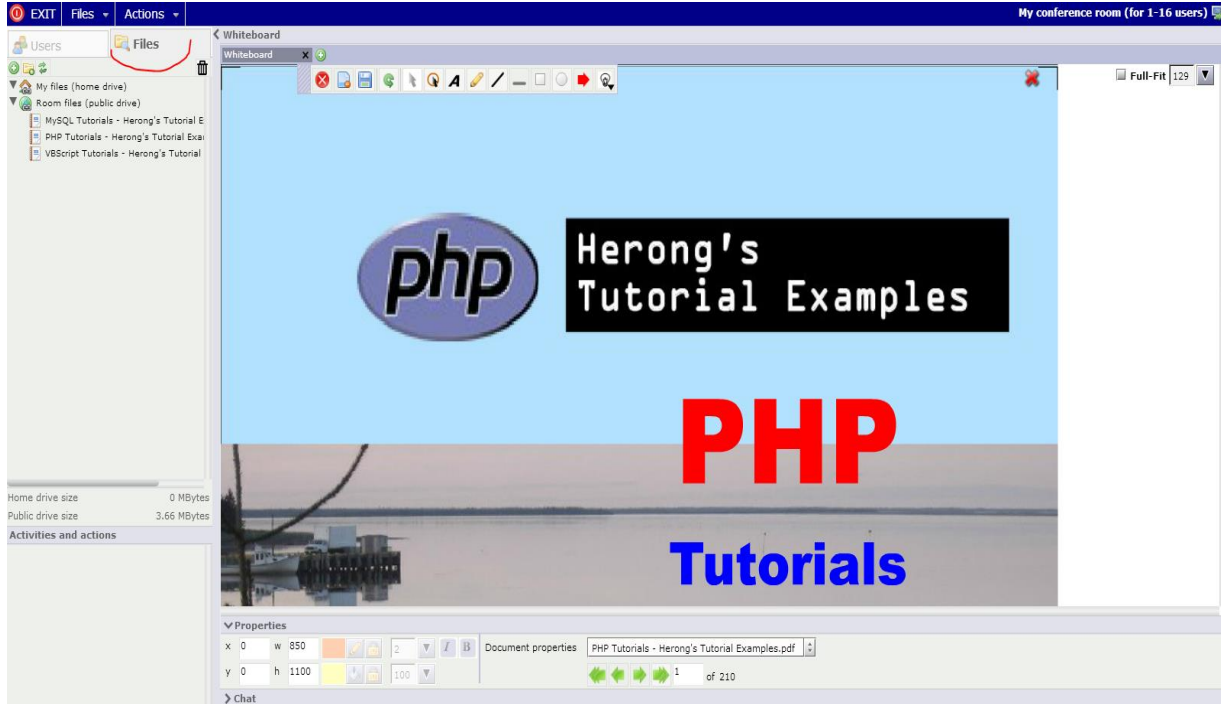 EXIT Files Actions
My conference room (for 1-16 users)
Users Files
My files (home drive)
Room files (public drive)
MySQL Tutorials - Herong's Tutorial E
PHP Tutorials - Herong's Tutorial Exa
VBScript Tutorials - Herong's Tutorial
Home drive size 0 MBytes
Public drive size 3.66 MBytes
Activities and actions
Whiteboard
Whiteboard X
A
Full-Fit 129
php
Herong's
Tutorial Examples
PHP
Tutorials
Properties
x 0 w 850 2 I B Document properties PHP Tutorials - Herong's Tutorial Examples.pdf
y 0 h 1100 100 1 of 210
Chat